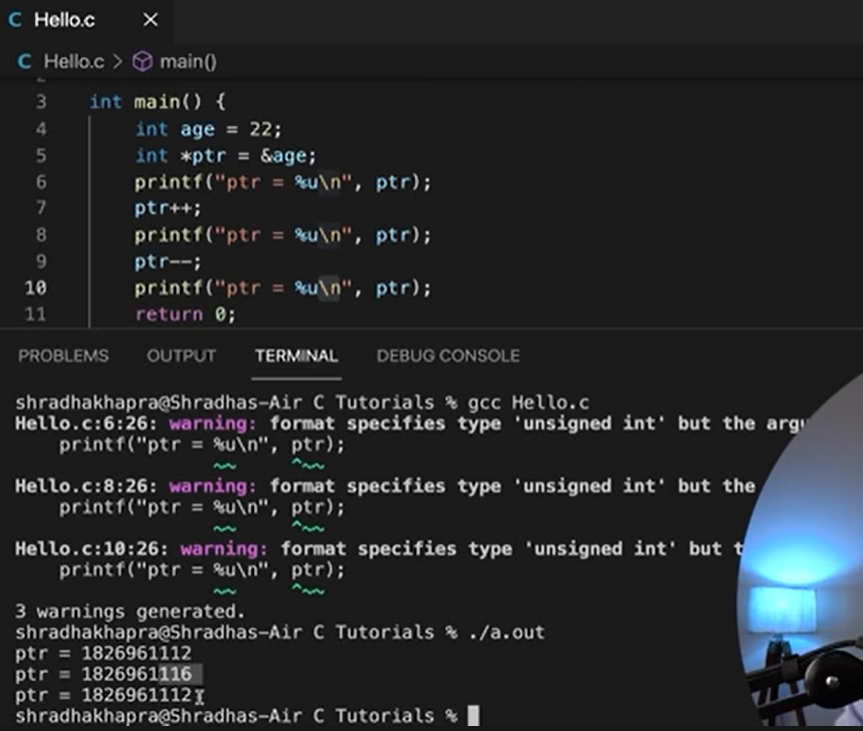 C Hello.c ×
C Hello.c > main()
3 int main() {
4 int age = 22;
5 int *ptr = &age;
6 printf("ptr = %u\n", ptr);
7 ptr++;
8 printf("ptr = %u\n", ptr);
9 ptr--;
10 printf("ptr = %u\n", ptr);
11 return 0;
PROBLEMS OUTPUT TERMINAL DEBUG CONSOLE
shradhakhapra@Shradhas-Air C Tutorials % gcc Hello.c
Hello.c:6:26: warning: format specifies type 'unsigned int' but the argu
printf("ptr = %u\n", ptr);
~~ ^~~
Hello.c:8:26: warning: format specifies type 'unsigned int' but the
printf("ptr = %u\n", ptr);
~~ ^~~
Hello.c:10:26: warning: format specifies type 'unsigned int' but t
printf("ptr = %u\n", ptr);
~~ ^~~
3 warnings generated.
shradhakhapra@Shradhas-Air C Tutorials % ./a.out
ptr = 1826961112
ptr = 1826961116
ptr = 1826961112
shradhakhapra@Shradhas-Air C Tutorials %